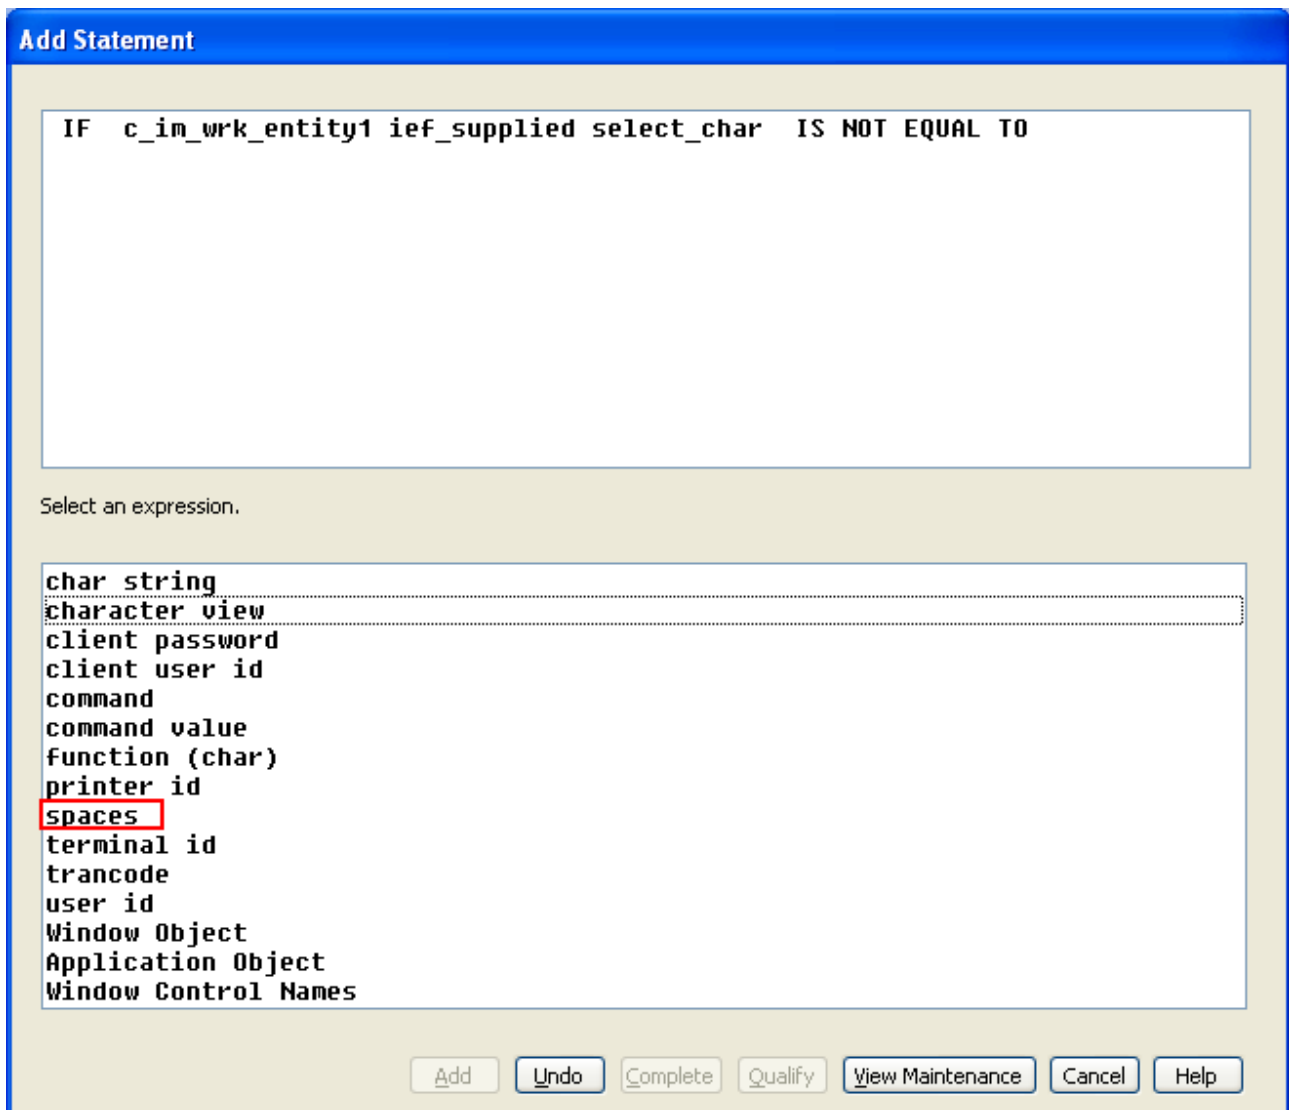 Add Statement
IF c_im_wrk_entity1 ief_supplied select_char IS NOT EQUAL TO
Select an expression.
char string
character view
client password
client user id
command
command value
function (char)
printer id
spaces
terminal id
trancode
user id
Window Object
Application Object
Window Control Names
Add Undo Complete Qualify View Maintenance Cancel Help